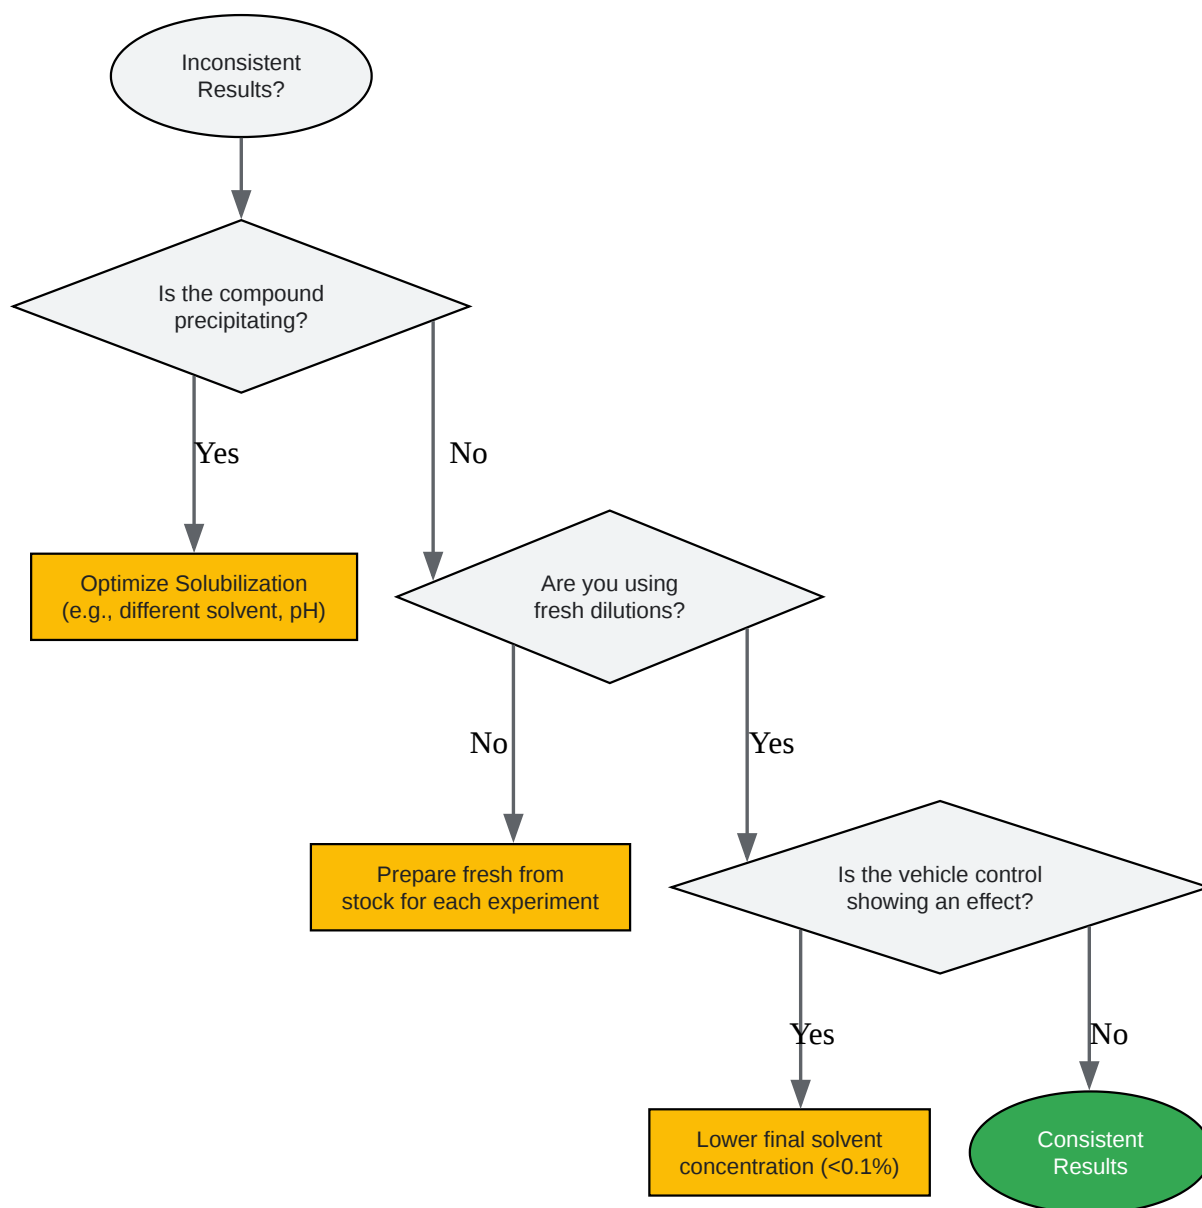 Inconsistent
Results?
Is the compound
precipitating?
Yes
No
Optimize Solubilization
(e.g., different solvent, pH)
Are you using
fresh dilutions?
No
Yes
Prepare fresh from
stock for each experiment
Is the vehicle control
showing an effect?
Yes
No
Lower final solvent
concentration (<0.1%)
Consistent
Results